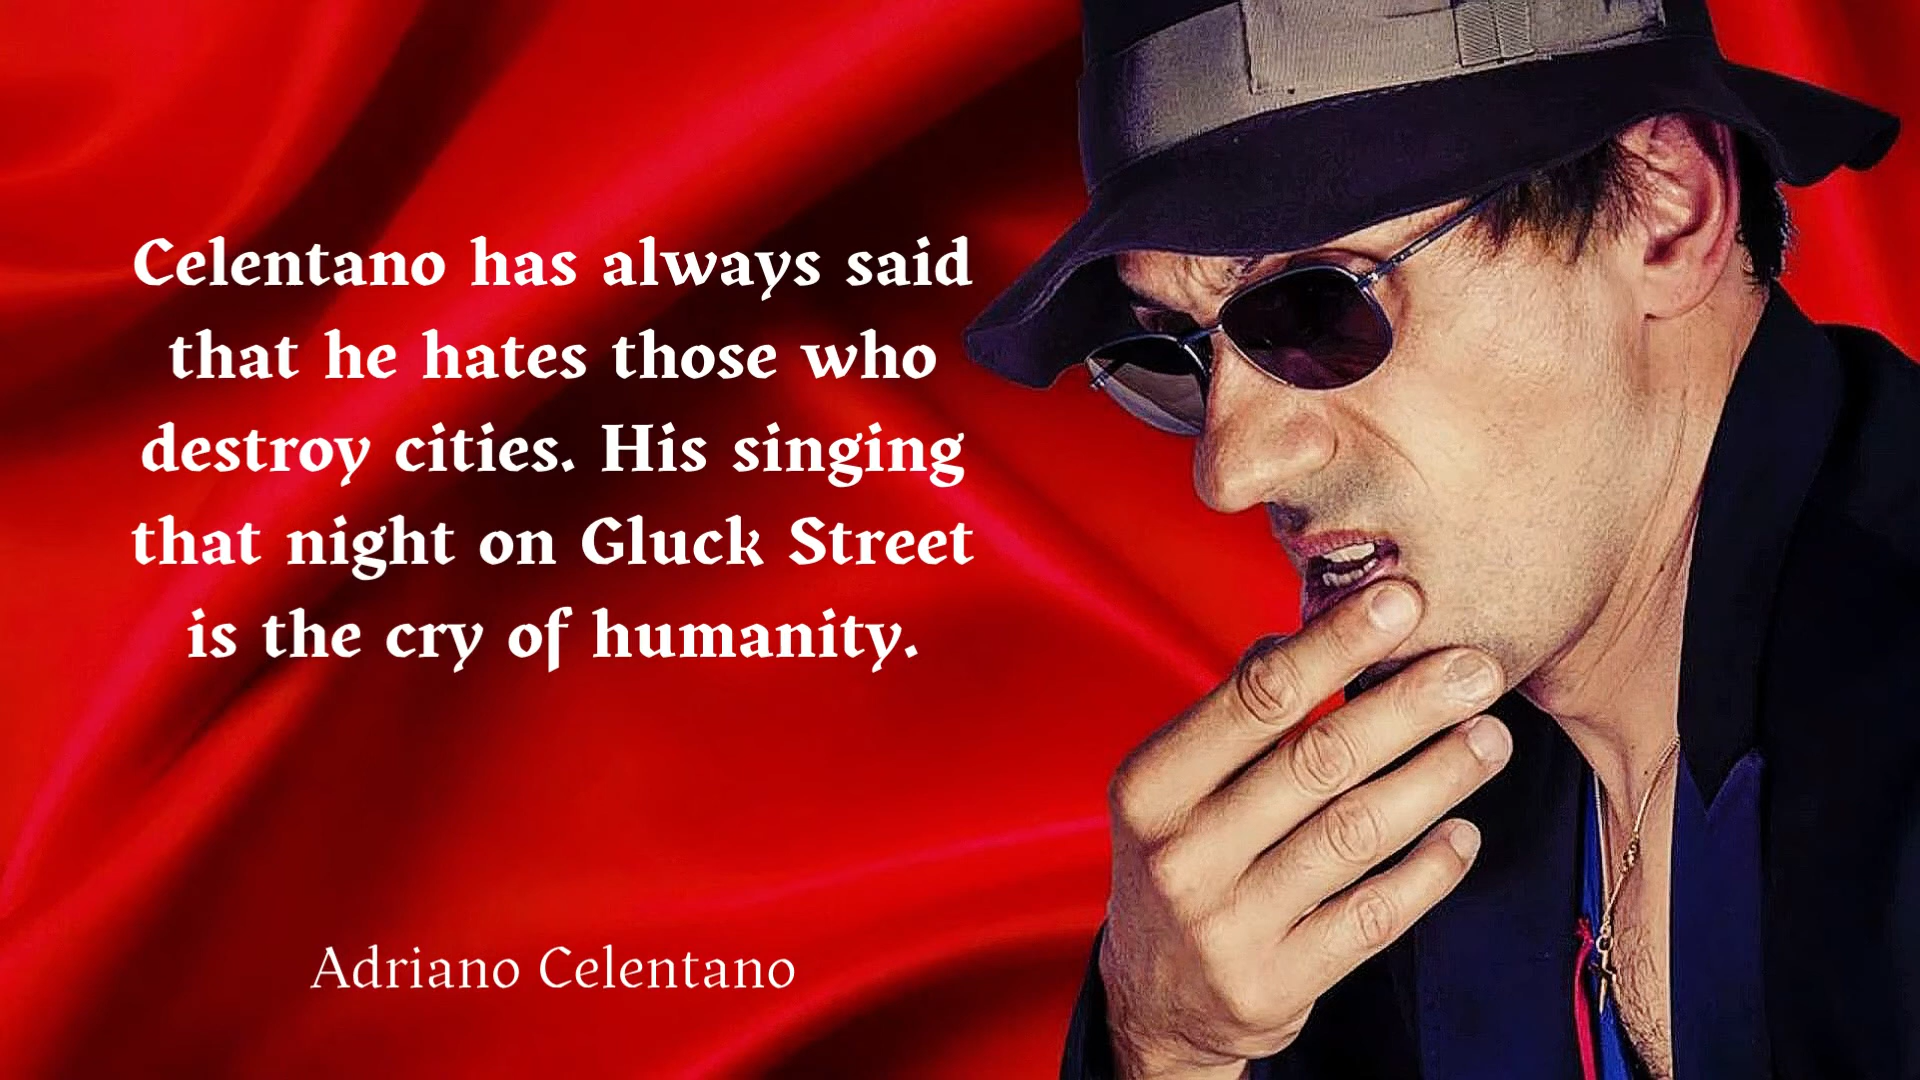 Celentano has always said
that he hates those who
destroy cities. His singing
that night on Gluck Street
is the cry of humanity.
Adriano Celentano